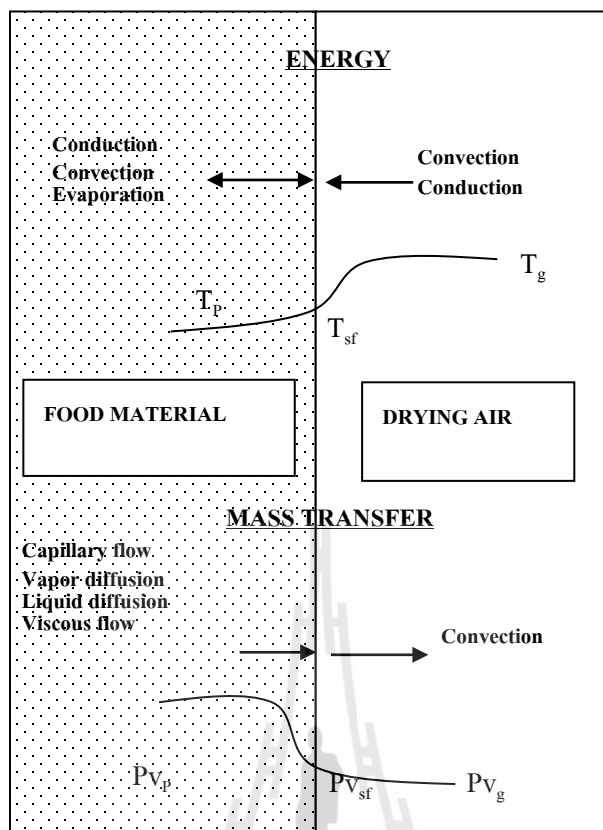 ENERGY
Conduction
Convection
Evaporation
Convection
Conduction
T_g
T_P
T_sf
FOOD MATERIAL
DRYING AIR
MASS TRANSFER
Capillary flow
Vapor diffusion
Liquid diffusion
Viscous flow
Convection
Pv_P
Pv_sf
Pv_g